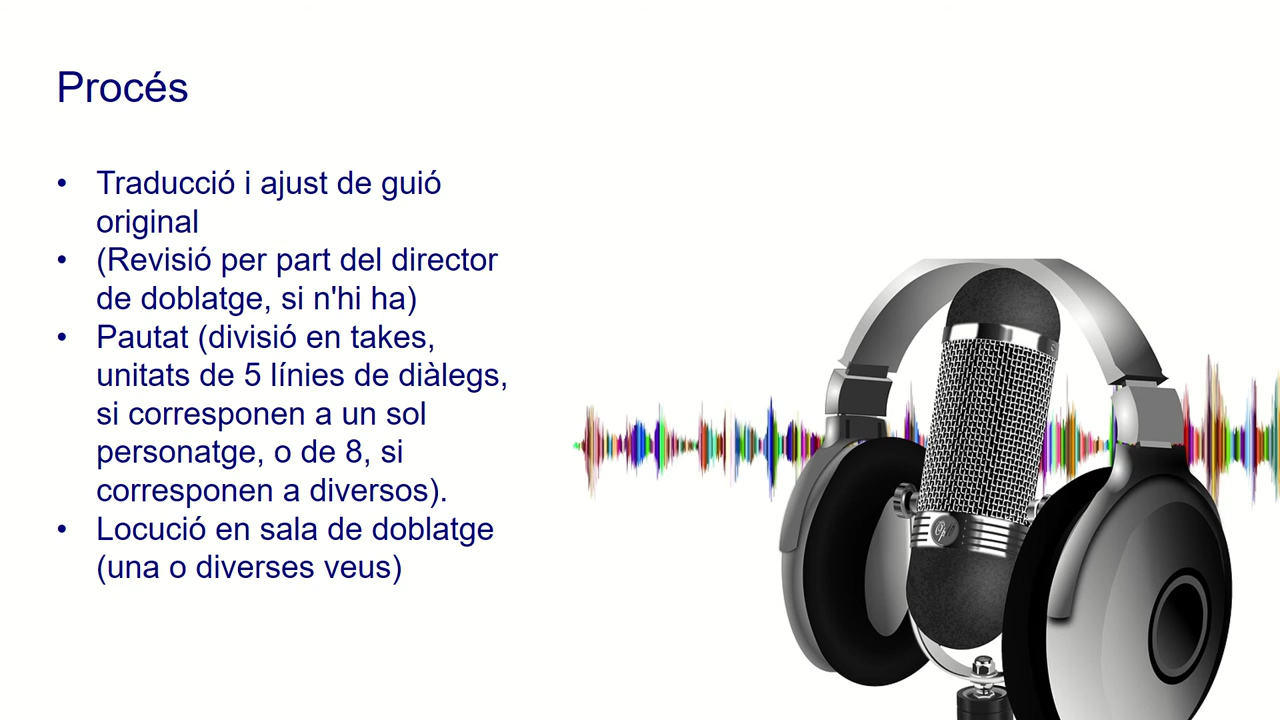 Procés
• Traducció i ajust de guió
original
• (Revisió per part del director
de doblatge, si n'hi ha)
• Pautat (divisió en takes,
unitats de 5 línies de diàlegs,
si corresponen a un sol
personatge, o de 8, si
corresponen a diversos).
• Locució en sala de doblatge
(una o diverses veus)